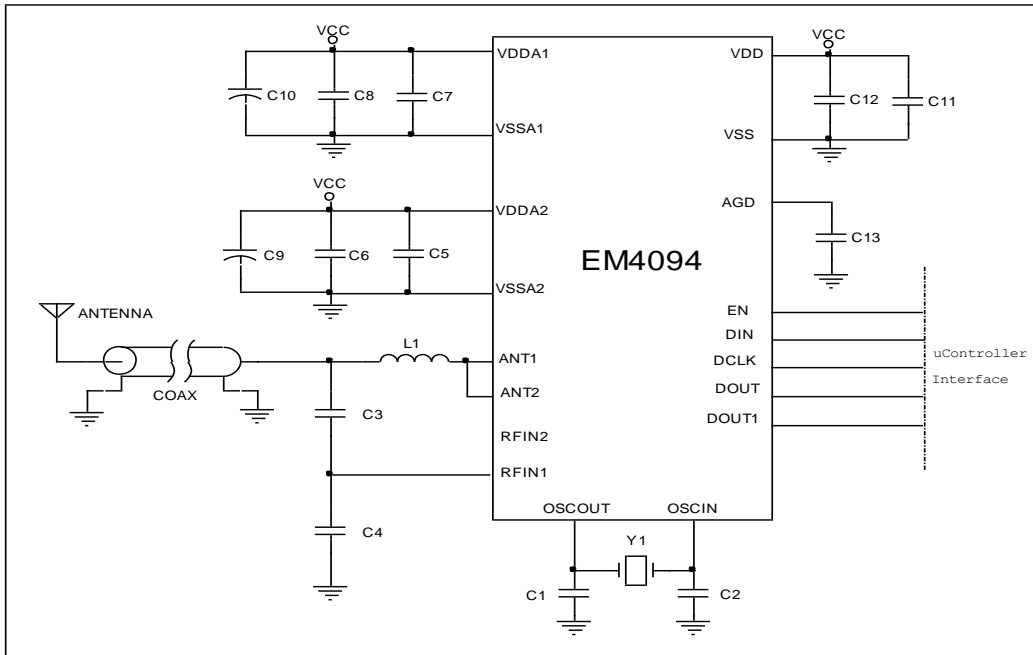 VCC
VCC
VDDA1
VDD
C10
C8
C7
C12
C11
VSSA1
VSS
VCC
VDDA2
AGD
C9
C6
C5
C13
EM4094
VSSA2
ANTENNA
EN
DIN
L1
ANT1
DCLK
uController
Interface
COAX
ANT2
DOUT
C3
DOUT1
RFIN2
RFIN1
OSCOUT
OSCIN
C4
Y1
C1
C2